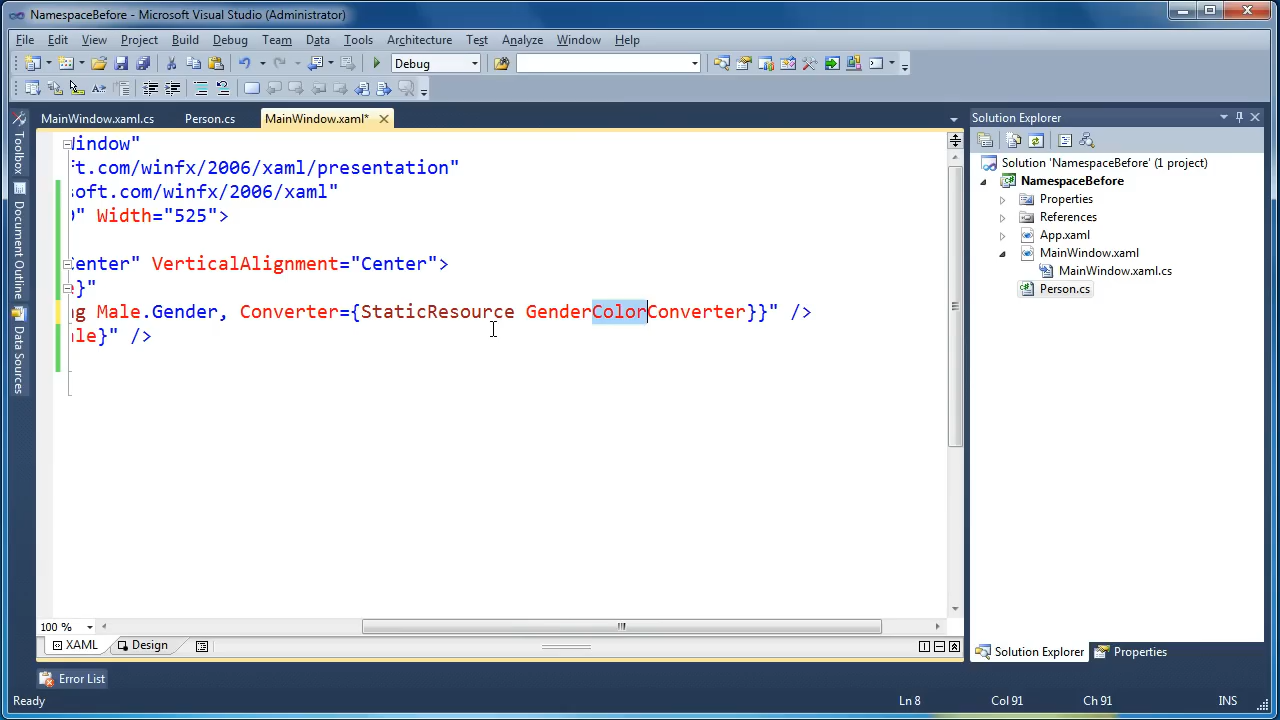 NamespaceBefore - Microsoft Visual Studio (Administrator)
File Edit View Project Build Debug Team Data Tools Architecture Test Analyze Window Help
Debug
MainWindow.xaml.cs Person.cs MainWindow.xaml*
Window"
ft.com/winfx/2006/xaml/presentation"
soft.com/winfx/2006/xaml"
" Width="525">
Center" VerticalAlignment="Center">
}"
g Male.Gender, Converter={StaticResource GenderColorConverter}}" />
le}" />
100 %
XAML Design
Toolbox
Document Outline
Data Sources
Solution Explorer
Solution 'NamespaceBefore' (1 project)
NamespaceBefore
Properties
References
App.xaml
MainWindow.xaml
MainWindow.xaml.cs
Person.cs
Solution Explorer Properties
Error List
Ready Ln 8 Col 91 Ch 91 INS